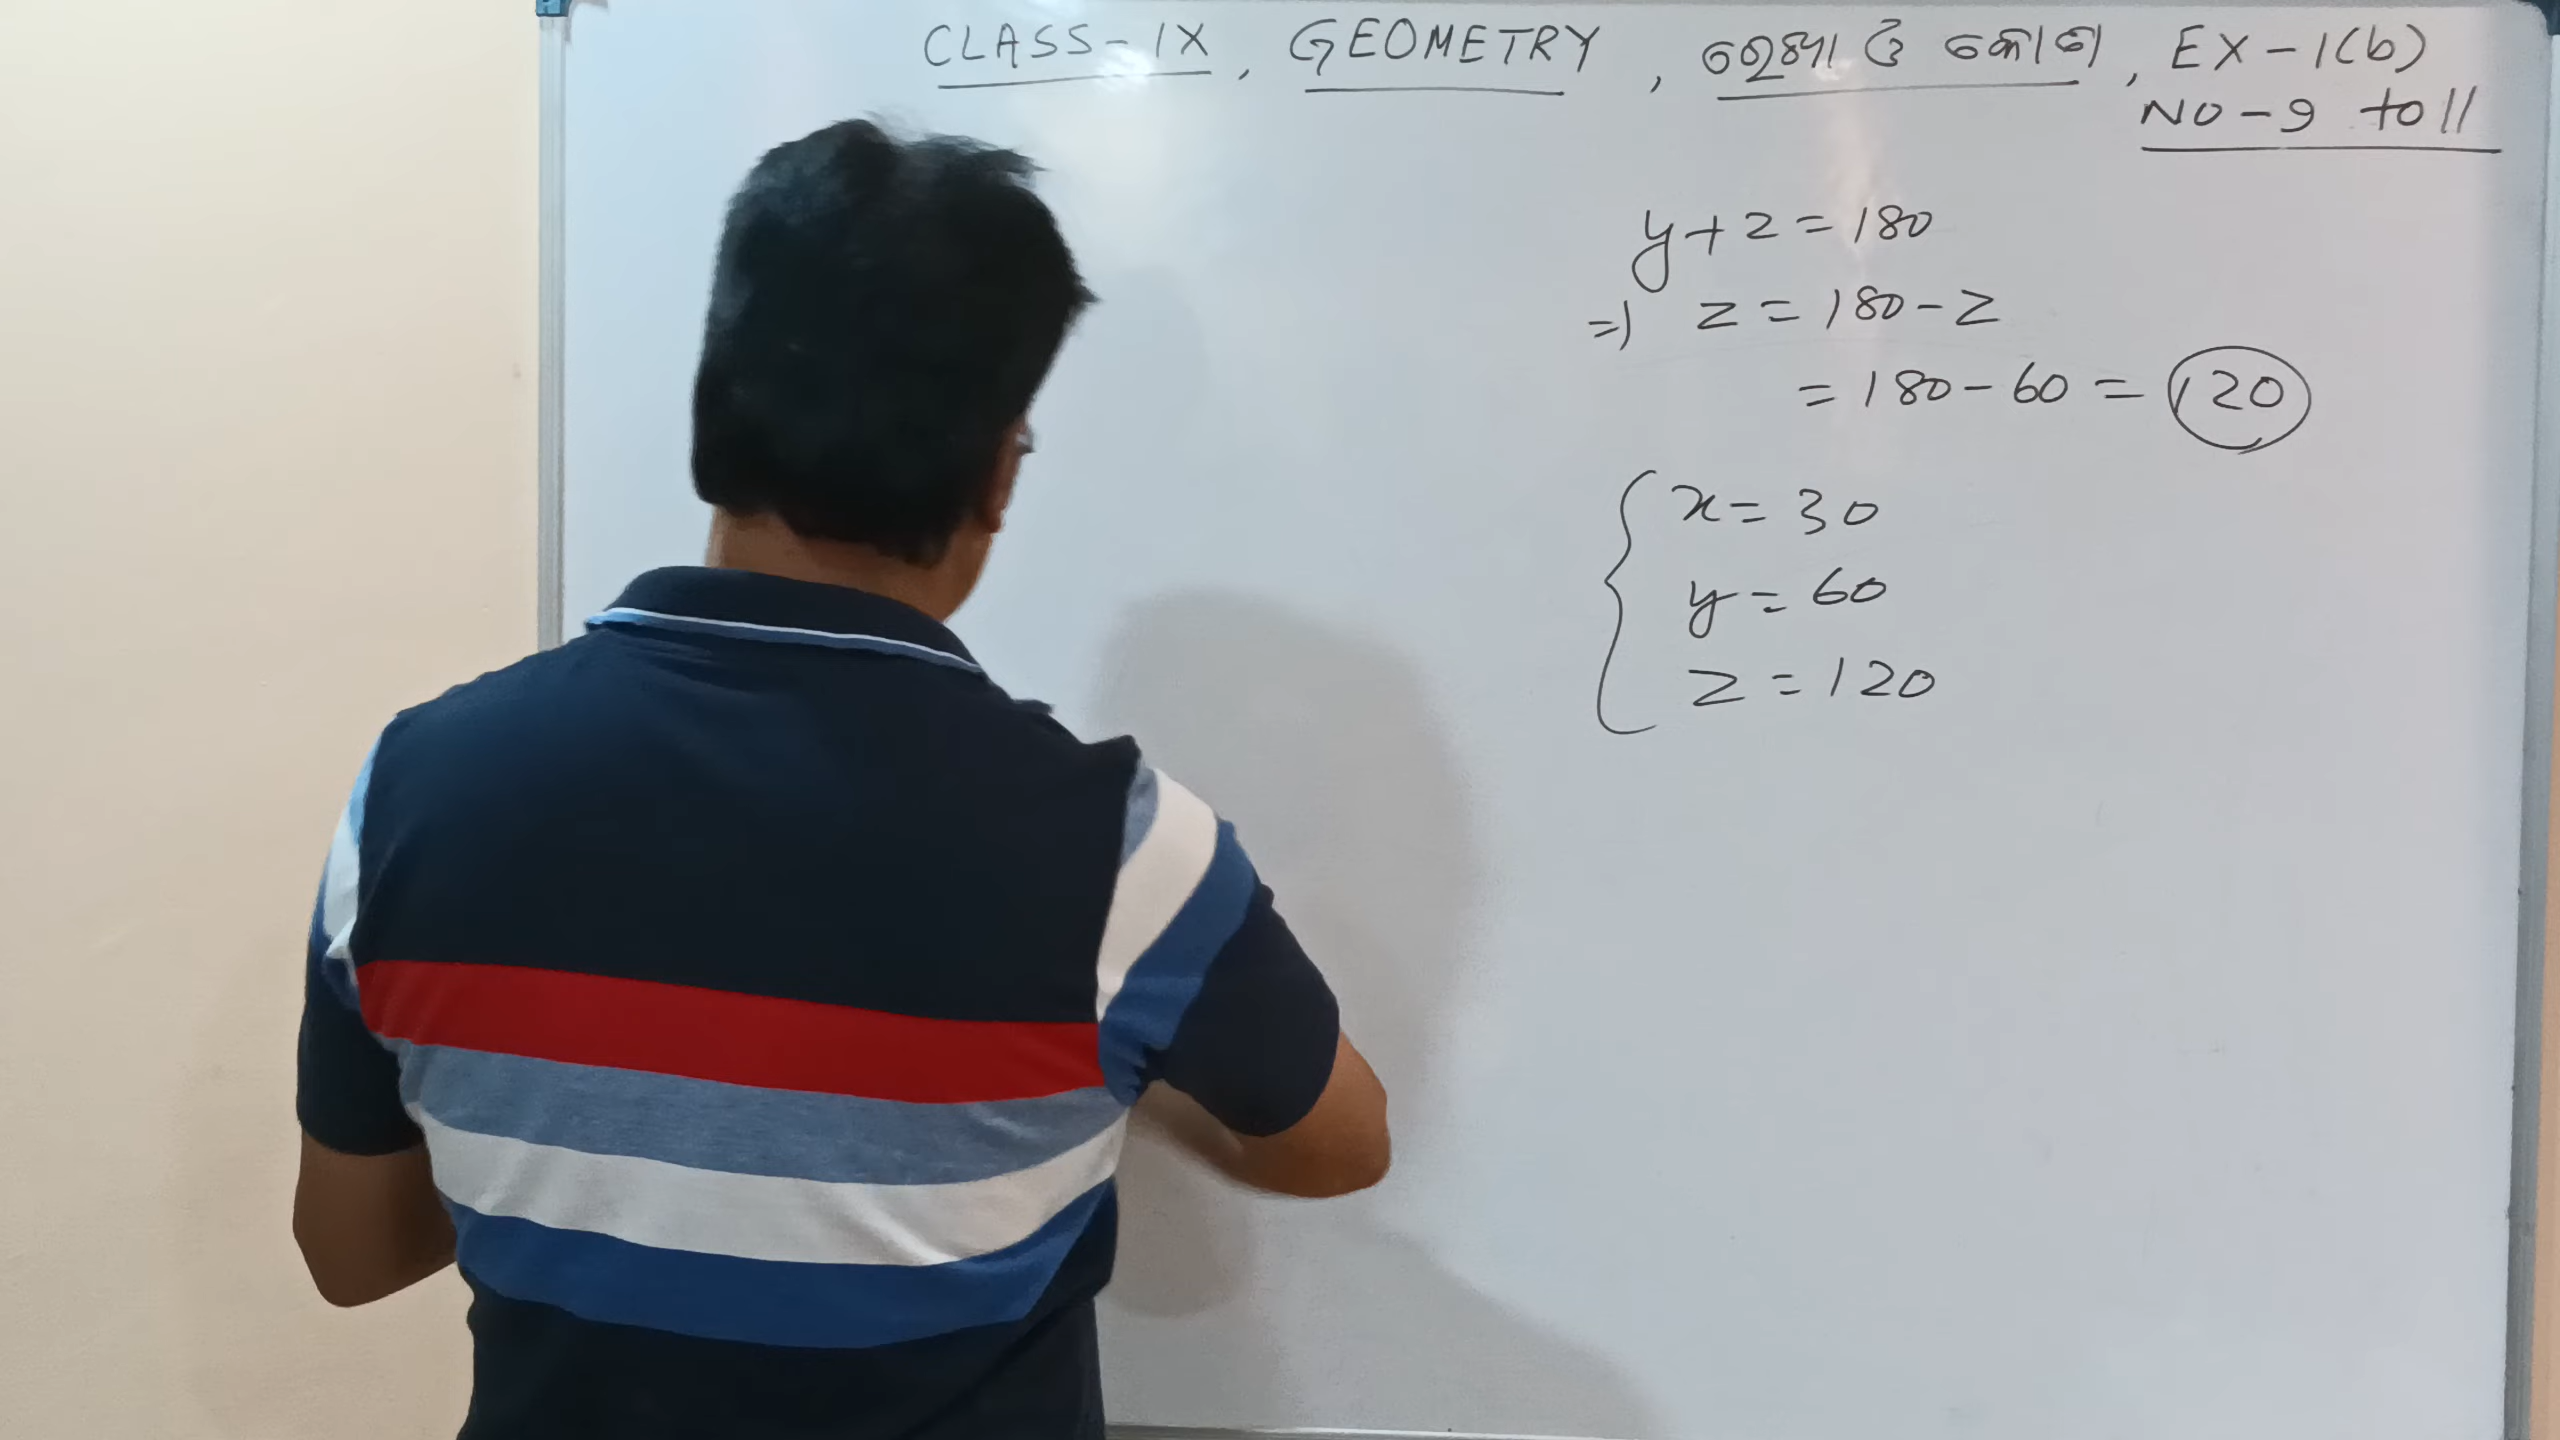 CLASS-IX, GEOMETRY, ରେଖା ଓ କୋଣ, EX-1(b)
NO-9 to 11
y+z=180
⇒ z=180-z
=180-60=120
x=30
y=60
z=120